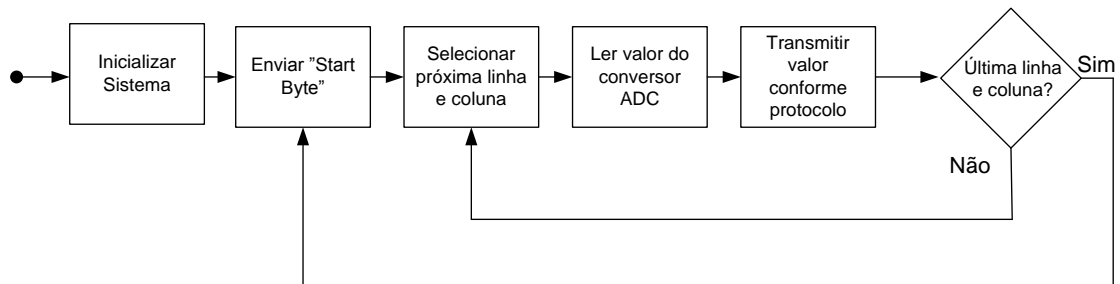 Inicializar
Sistema
Enviar ”Start
Byte”
Selecionar
próxima linha
e coluna
Ler valor do
conversor
ADC
Transmitir
valor
conforme
protocolo
Última linha
e coluna?
Sim
Não